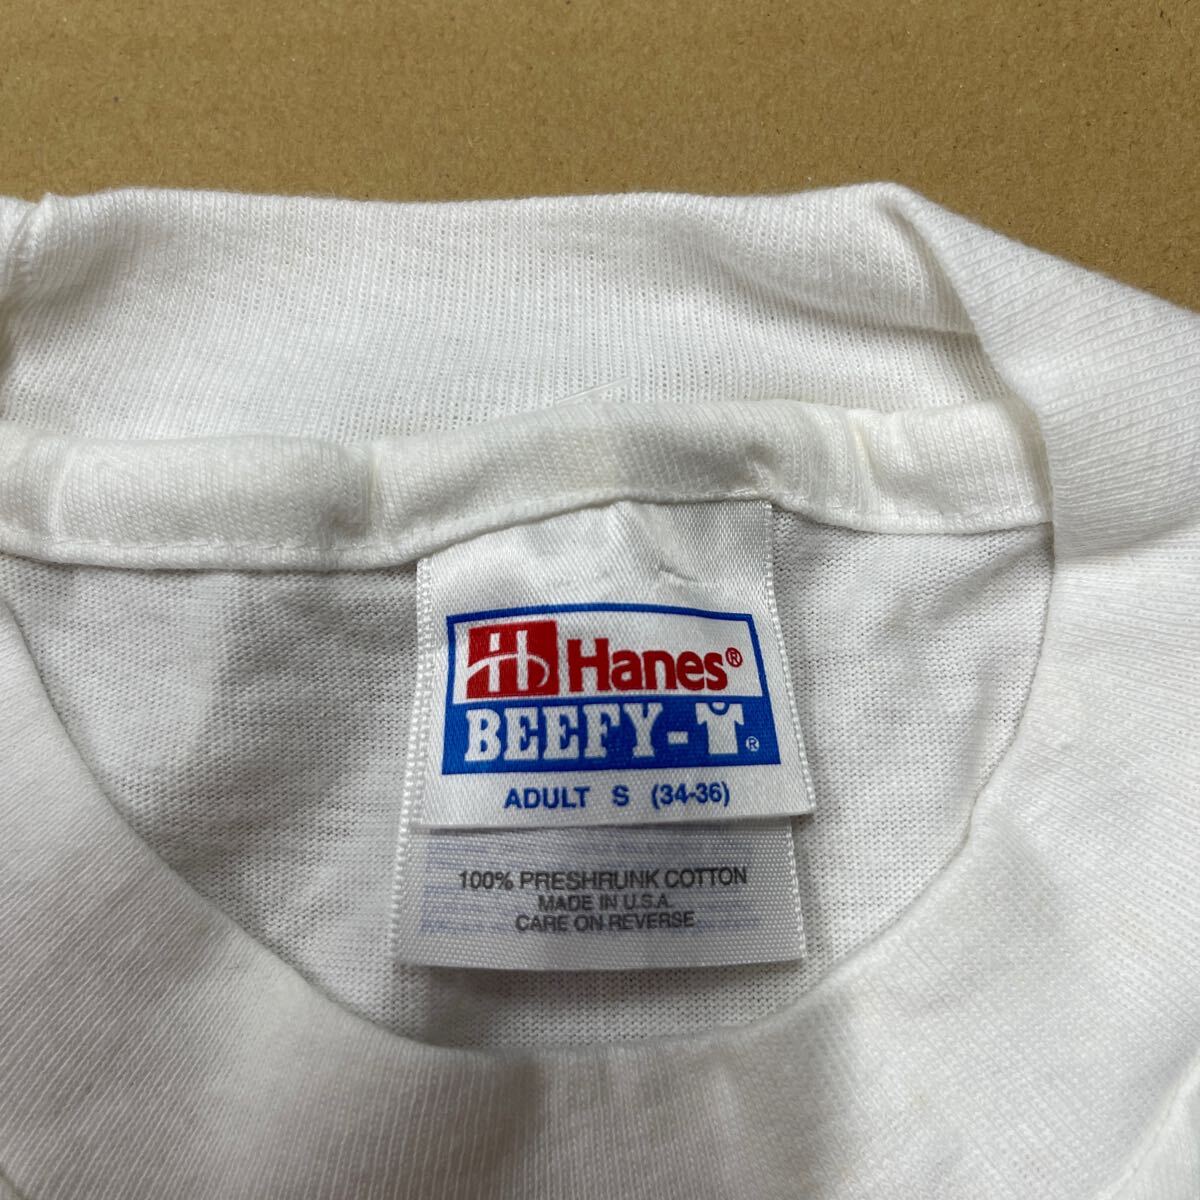 Hanes®
BEEFY-T®
ADULT S (34-36)
100% PRESHRUNK COTTON
MADE IN U.S.A.
CARE ON REVERSE